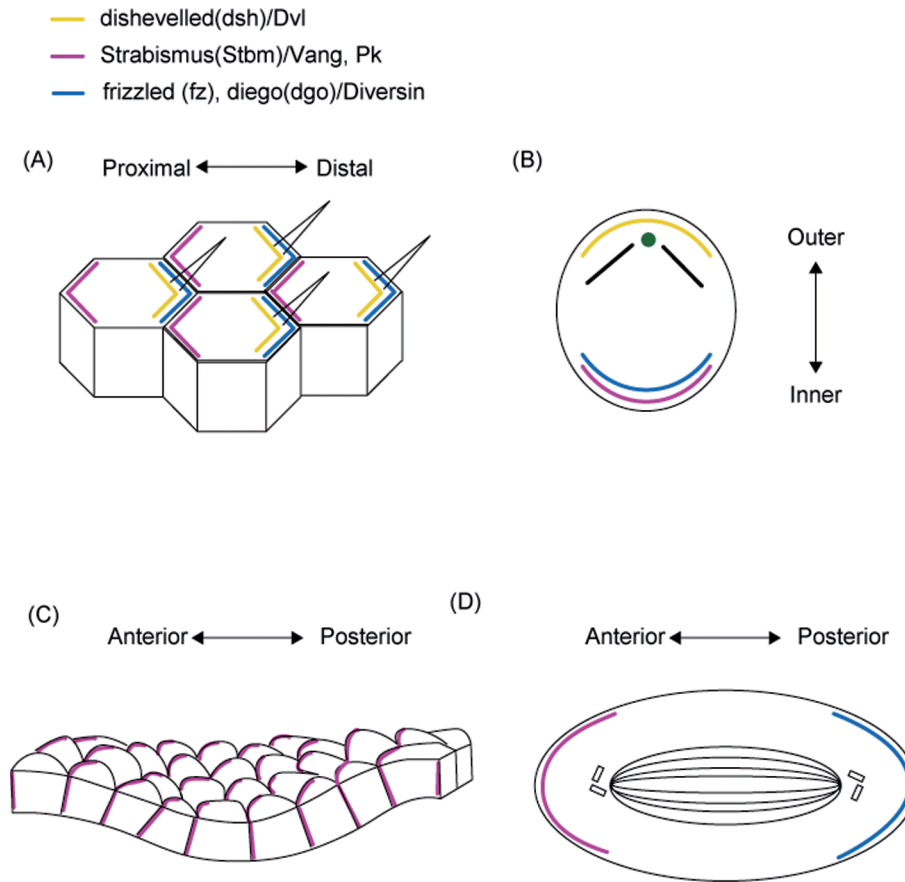 dishevelled(dsh)/Dvl
Strabismus(Stbm)/Vang, Pk
frizzled (fz), diego(dgo)/Diversin
(A)
Proximal
Distal
(B)
Outer
Inner
(C)
Anterior
Posterior
(D)
Anterior
Posterior